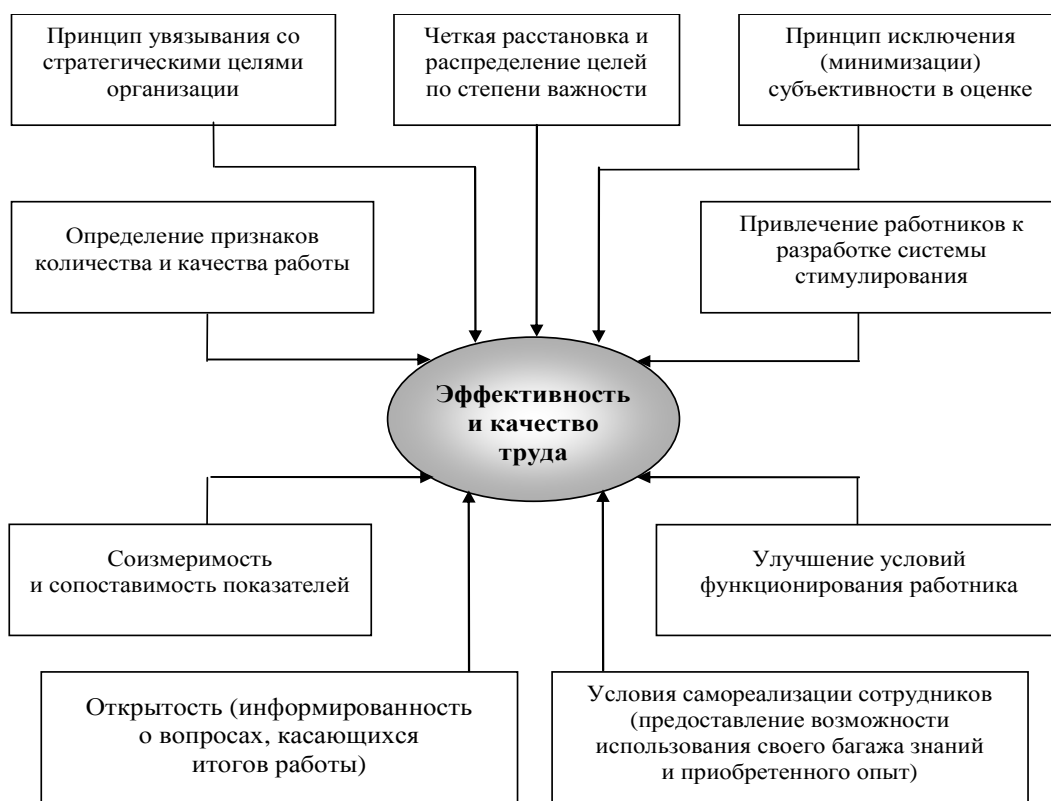 Принцип увязывания со
стратегическими целями
организации
Четкая расстановка и
распределение целей
по степени важности
Принцип исключения
(минимизации)
субъективности в оценке
Определение признаков
количества и качества работы
Привлечение работников к
разработке системы
стимулирования
Эффективность
и качество
труда
Соизмеримость
и сопоставимость показателей
Улучшение условий
функционирования работника
Открытость (информированность
о вопросах, касающихся
итогов работы)
Условия самореализации сотрудников
(предоставление возможности
использования своего багажа знаний
и приобретенного опыт)